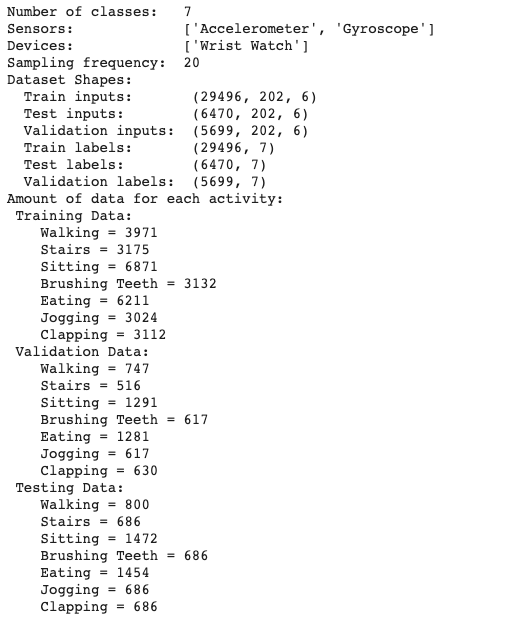 Number of classes:   7
Sensors:             ['Accelerometer', 'Gyroscope']
Devices:             ['Wrist Watch']
Sampling frequency:  20
Dataset Shapes:
  Train inputs:       (29496, 202, 6)
  Test inputs:        (6470, 202, 6)
  Validation inputs:  (5699, 202, 6)
  Train labels:       (29496, 7)
  Test labels:        (6470, 7)
  Validation labels:  (5699, 7)
Amount of data for each activity:
 Training Data:
    Walking = 3971
    Stairs = 3175
    Sitting = 6871
    Brushing Teeth = 3132
    Eating = 6211
    Jogging = 3024
    Clapping = 3112
 Validation Data:
    Walking = 747
    Stairs = 516
    Sitting = 1291
    Brushing Teeth = 617
    Eating = 1281
    Jogging = 617
    Clapping = 630
 Testing Data:
    Walking = 800
    Stairs = 686
    Sitting = 1472
    Brushing Teeth = 686
    Eating = 1454
    Jogging = 686
    Clapping = 686